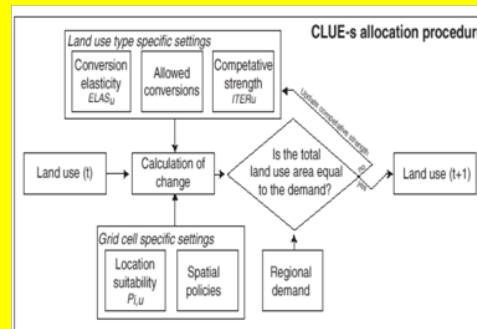 CLUE-s allocation procedure
Land use type specific settings
Conversion
elasticity
ELASu
Allowed
conversions
Competative
strength
ITERu
Update competative strength
Land use (t)
Calculation of
change
Is the total
land use area equal
to the demand?
no
yes
Land use (t+1)
Grid cell specific settings
Location
suitability
Pi,u
Spatial
policies
Regional
demand